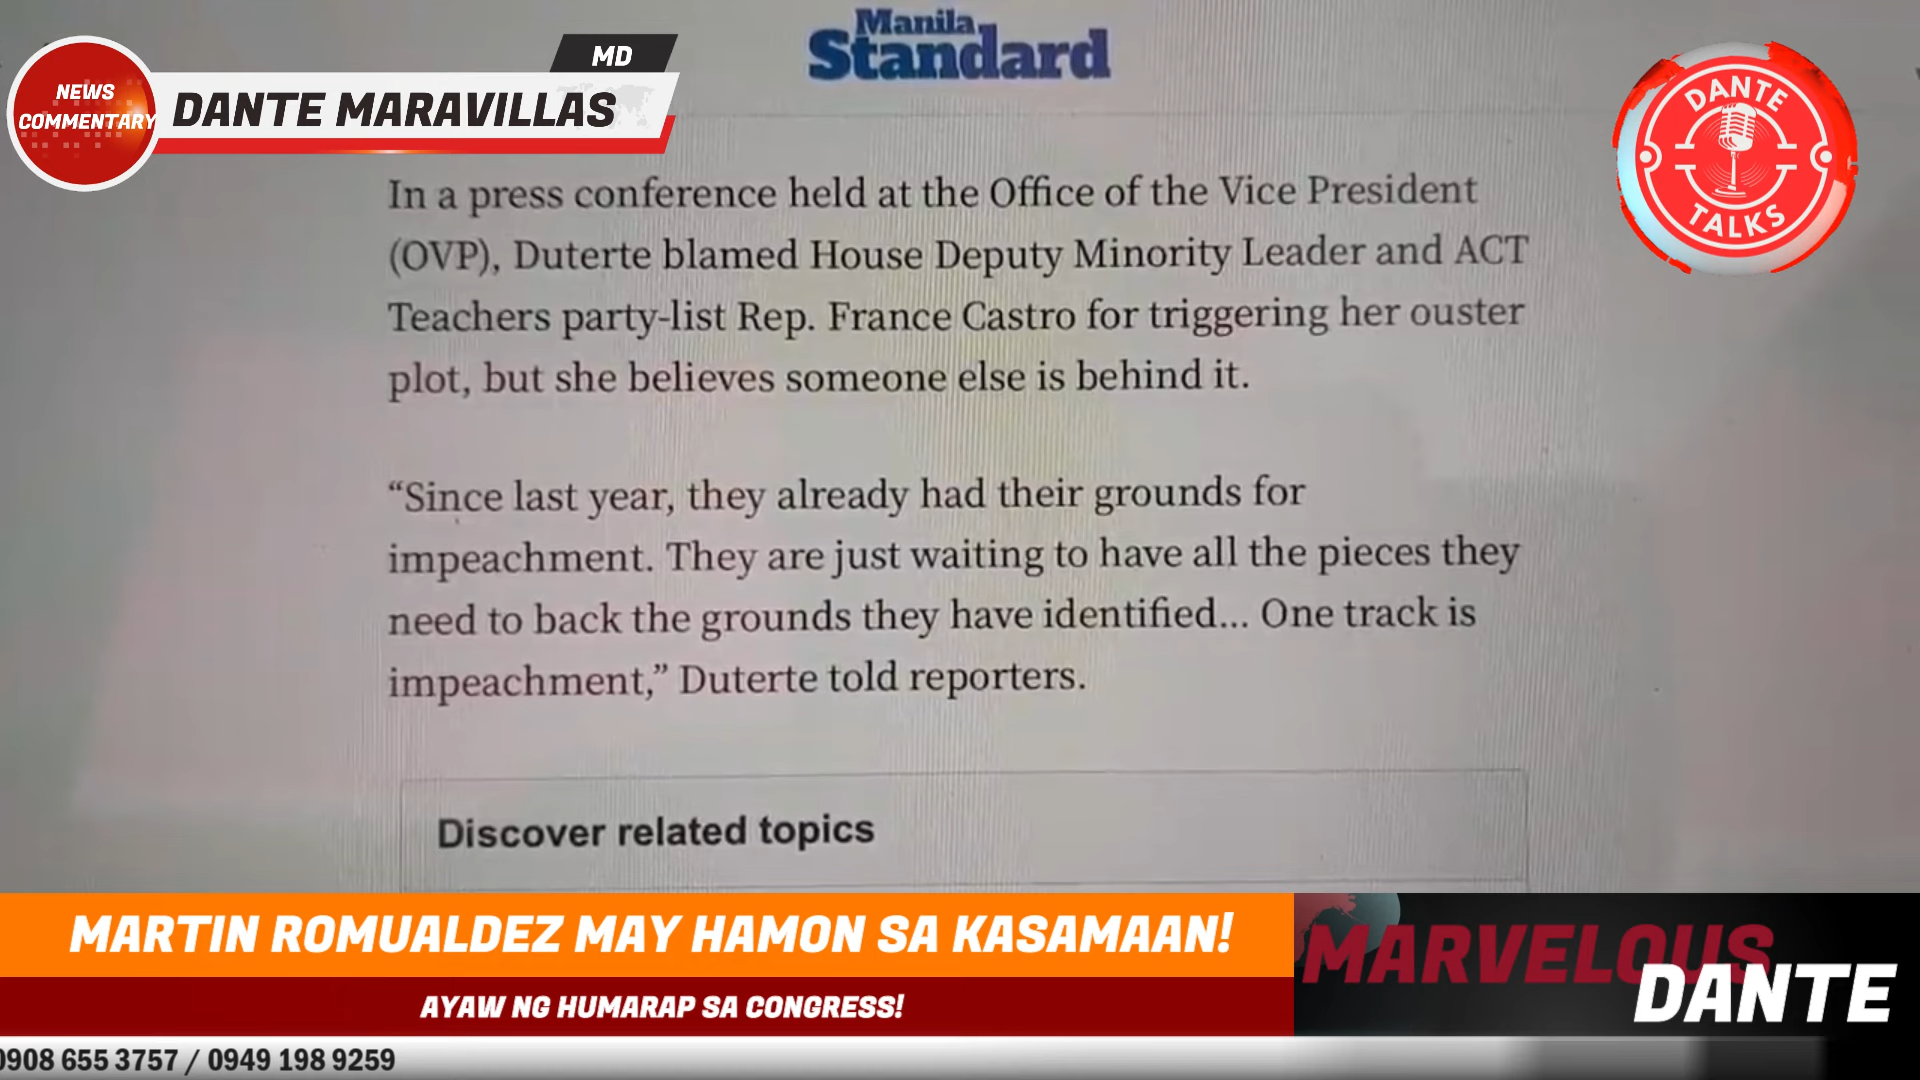 Manila
Standard
MD
NEWS
COMMENTARY
DANTE MARAVILLAS
DANTE
TALKS
In a press conference held at the Office of the Vice President
(OVP), Duterte blamed House Deputy Minority Leader and ACT
Teachers party-list Rep. France Castro for triggering her ouster
plot, but she believes someone else is behind it.
“Since last year, they already had their grounds for
impeachment. They are just waiting to have all the pieces they
need to back the grounds they have identified... One track is
impeachment,” Duterte told reporters.
Discover related topics
MARTIN ROMUALDEZ MAY HAMON SA KASAMAAN!
AYAW NG HUMARAP SA CONGRESS!
MARVELOUS
DANTE
0908 655 3757 / 0949 198 9259